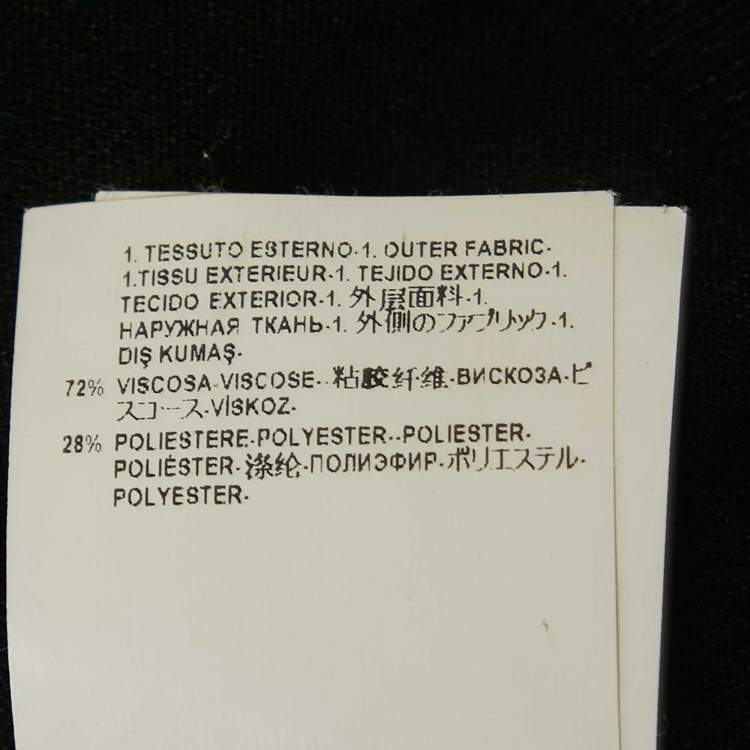 1. TESSUTO ESTERNO-1. OUTER FABRIC-
1.TISSU EXTERIEUR-1. TEJIDO EXTERNO-1.
TECIDO EXTERIOR-1. 外层面料-1.
НАРУЖНАЯ ТКАНЬ-1. 外側のファブリック-1.
DIŞ KUMAŞ-
72% VISCOSA-VISCOSE--粘胶纤维-ВИСКОЗА-ビ
スコース-VİSKOZ-
28% POLIESTERE-POLYESTER--POLIESTER-
POLIÉSTER-涤纶-ПОЛИЭФИР-ポリエステル-
POLYESTER-